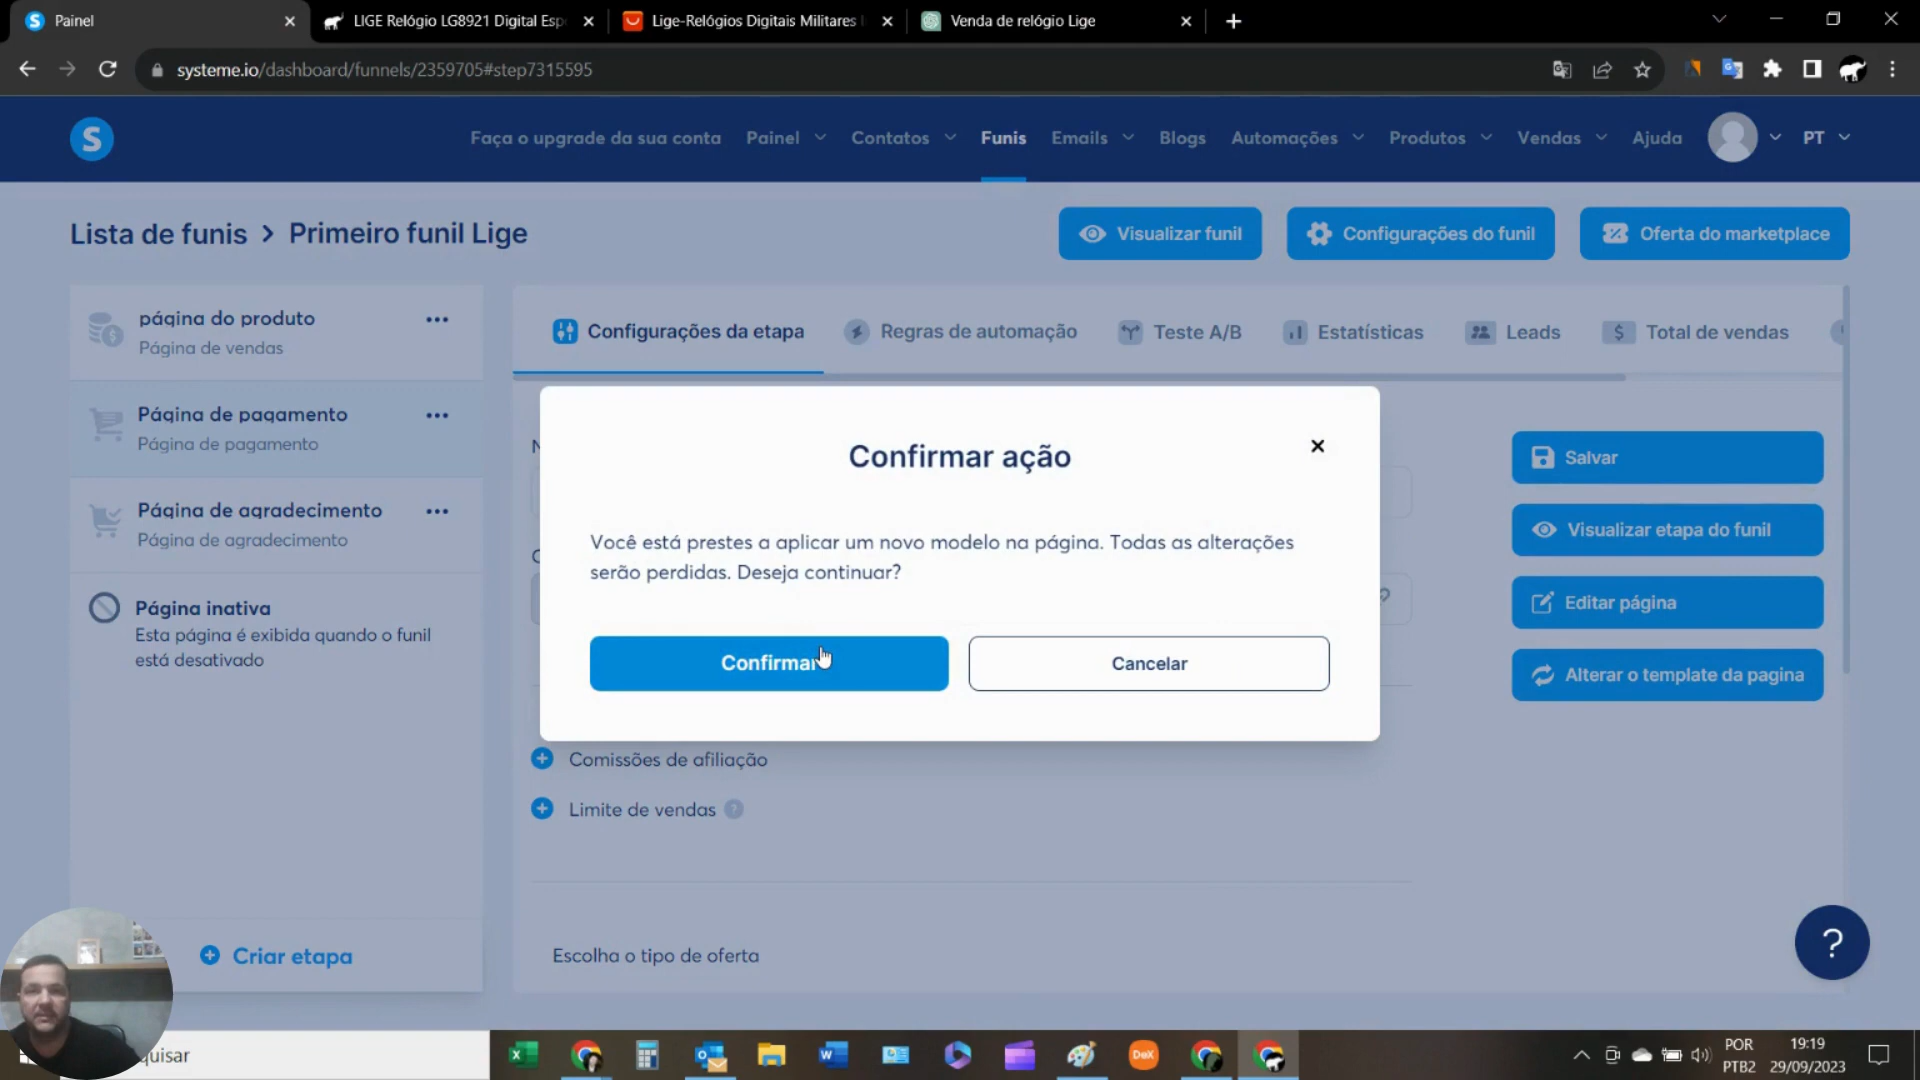 Painel
LIGE Relógio LG8921 Digital Esp
Lige-Relógios Digitais Militares
Venda de relógio Lige
systeme.io/dashboard/funnels/2359705#step7315595
S
Faça o upgrade da sua conta
Painel
Contatos
Funis
Emails
Blogs
Automações
Produtos
Vendas
Ajuda
PT
Lista de funis > Primeiro funil Lige
Visualizar funil
Configurações do funil
Oferta do marketplace
página do produto
Página de vendas
Página de pagamento
Página de pagamento
Página de agradecimento
Página de agradecimento
Página inativa
Esta página é exibida quando o funil
está desativado
Criar etapa
Configurações da etapa
Regras de automação
Teste A/B
Estatísticas
Leads
Total de vendas
Confirmar ação
Você está prestes a aplicar um novo modelo na página. Todas as alterações
serão perdidas. Deseja continuar?
Confirmar
Cancelar
Salvar
Visualizar etapa do funil
Editar página
Alterar o template da pagina
Comissões de afiliação
Limite de vendas ?
Escolha o tipo de oferta
?
quisar
DeX
POR
PTB2
19:19
29/09/2023